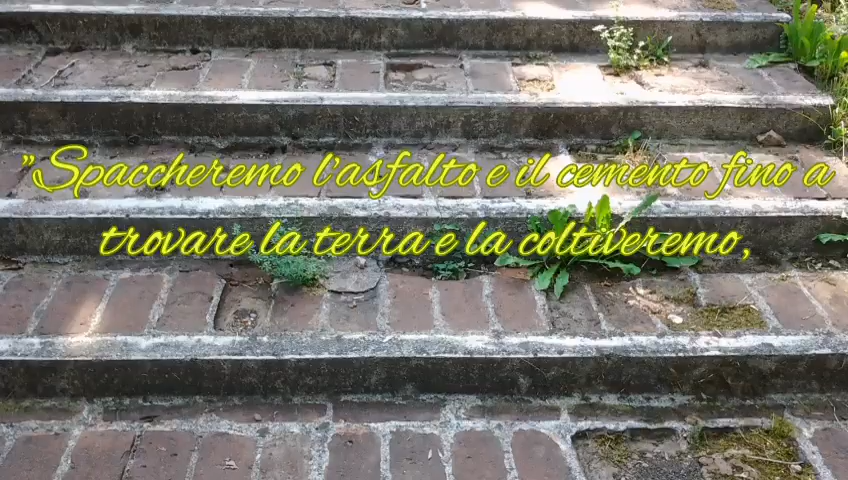 "Spaccheremo l'asfalto e il cemento fino a
trovare la terra e la coltiveremo,